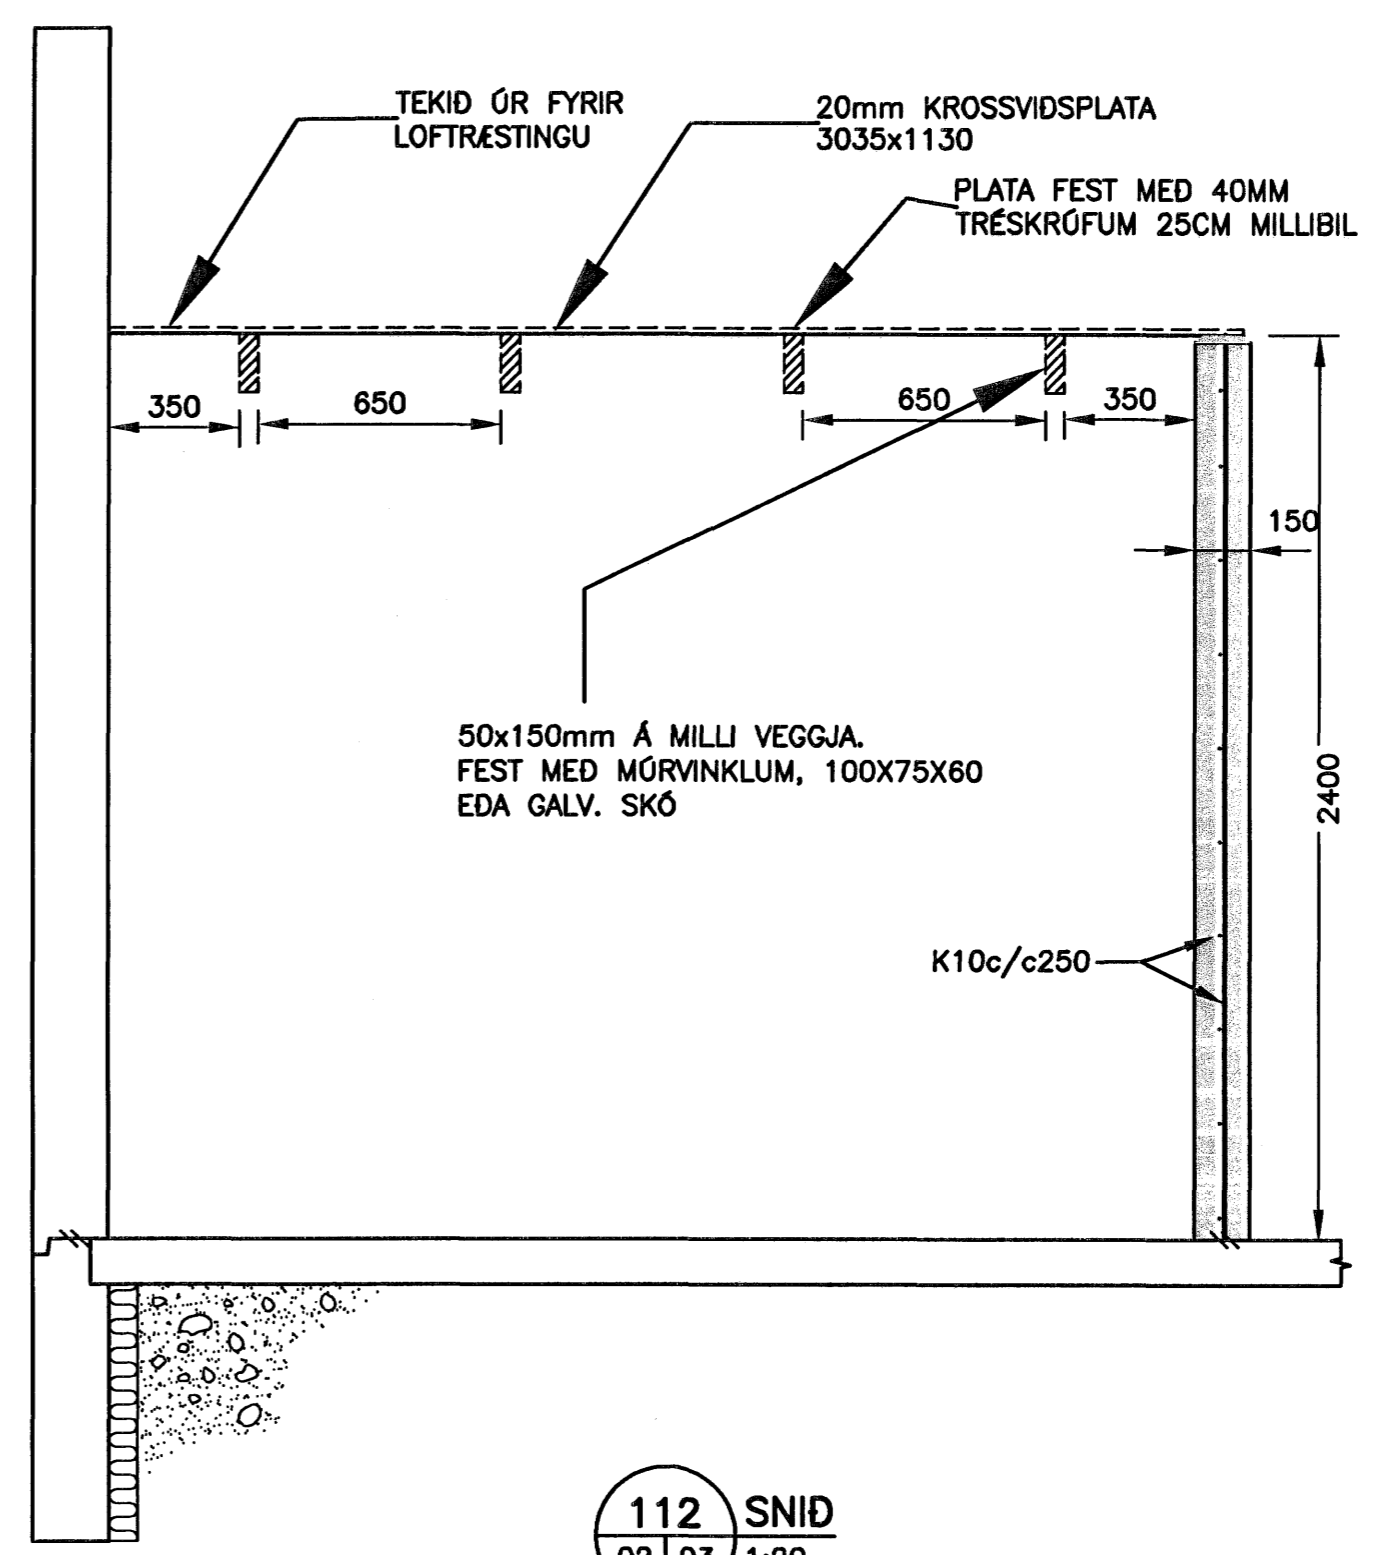 TEKIÐ ÚR FYRIR
LOFTRÆSTINGU
20mm KROSSVIÐSPLATA
3035x1130
PLATA FEST MEÐ 40MM
TRÉSKRÚFUM 25CM MILLIBIL
350
650
650
350
150
2400
50x150mm Á MILLI VEGGJA.
FEST MEÐ MÚRVINKLUM, 100X75X60
EÐA GALV. SKÓ
K10c/c250
112
SNIÐ